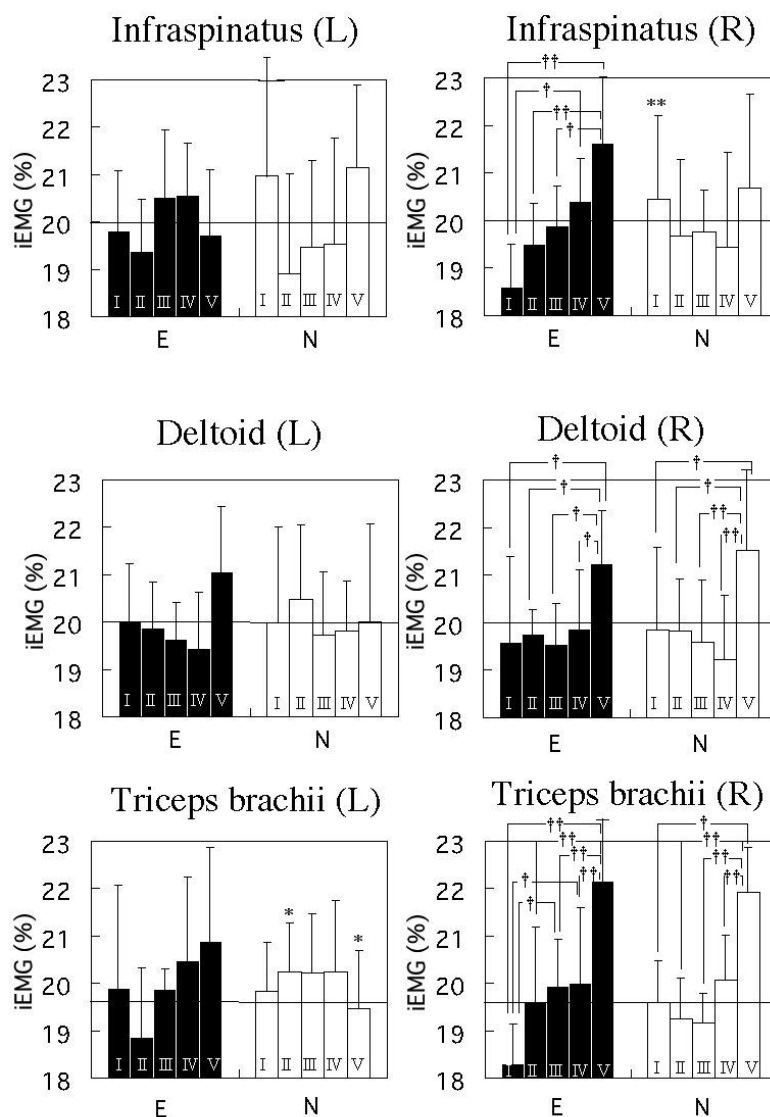 Infraspinatus (L)
iEMG (%)
23
22
21
20
19
18
I II III IV V
I II III IV V
E N
Infraspinatus (R)
iEMG (%)
23
22
21
20
19
18
††
†
††
†
**
I II III IV V
I II III IV V
E N
Deltoid (L)
iEMG (%)
23
22
21
20
19
18
I II III IV V
I II III IV V
E N
Deltoid (R)
iEMG (%)
23
22
21
20
19
18
† †
† †
† ††
† ††
I II III IV V
I II III IV V
E N
Triceps brachii (L)
iEMG (%)
23
22
21
20
19
18
* *
I II III IV V
I II III IV V
E N
Triceps brachii (R)
iEMG (%)
23
22
21
20
19
18
†† †
†† ††
†† ††
†† ††
†
†
I II III IV V
I II III IV V
E N